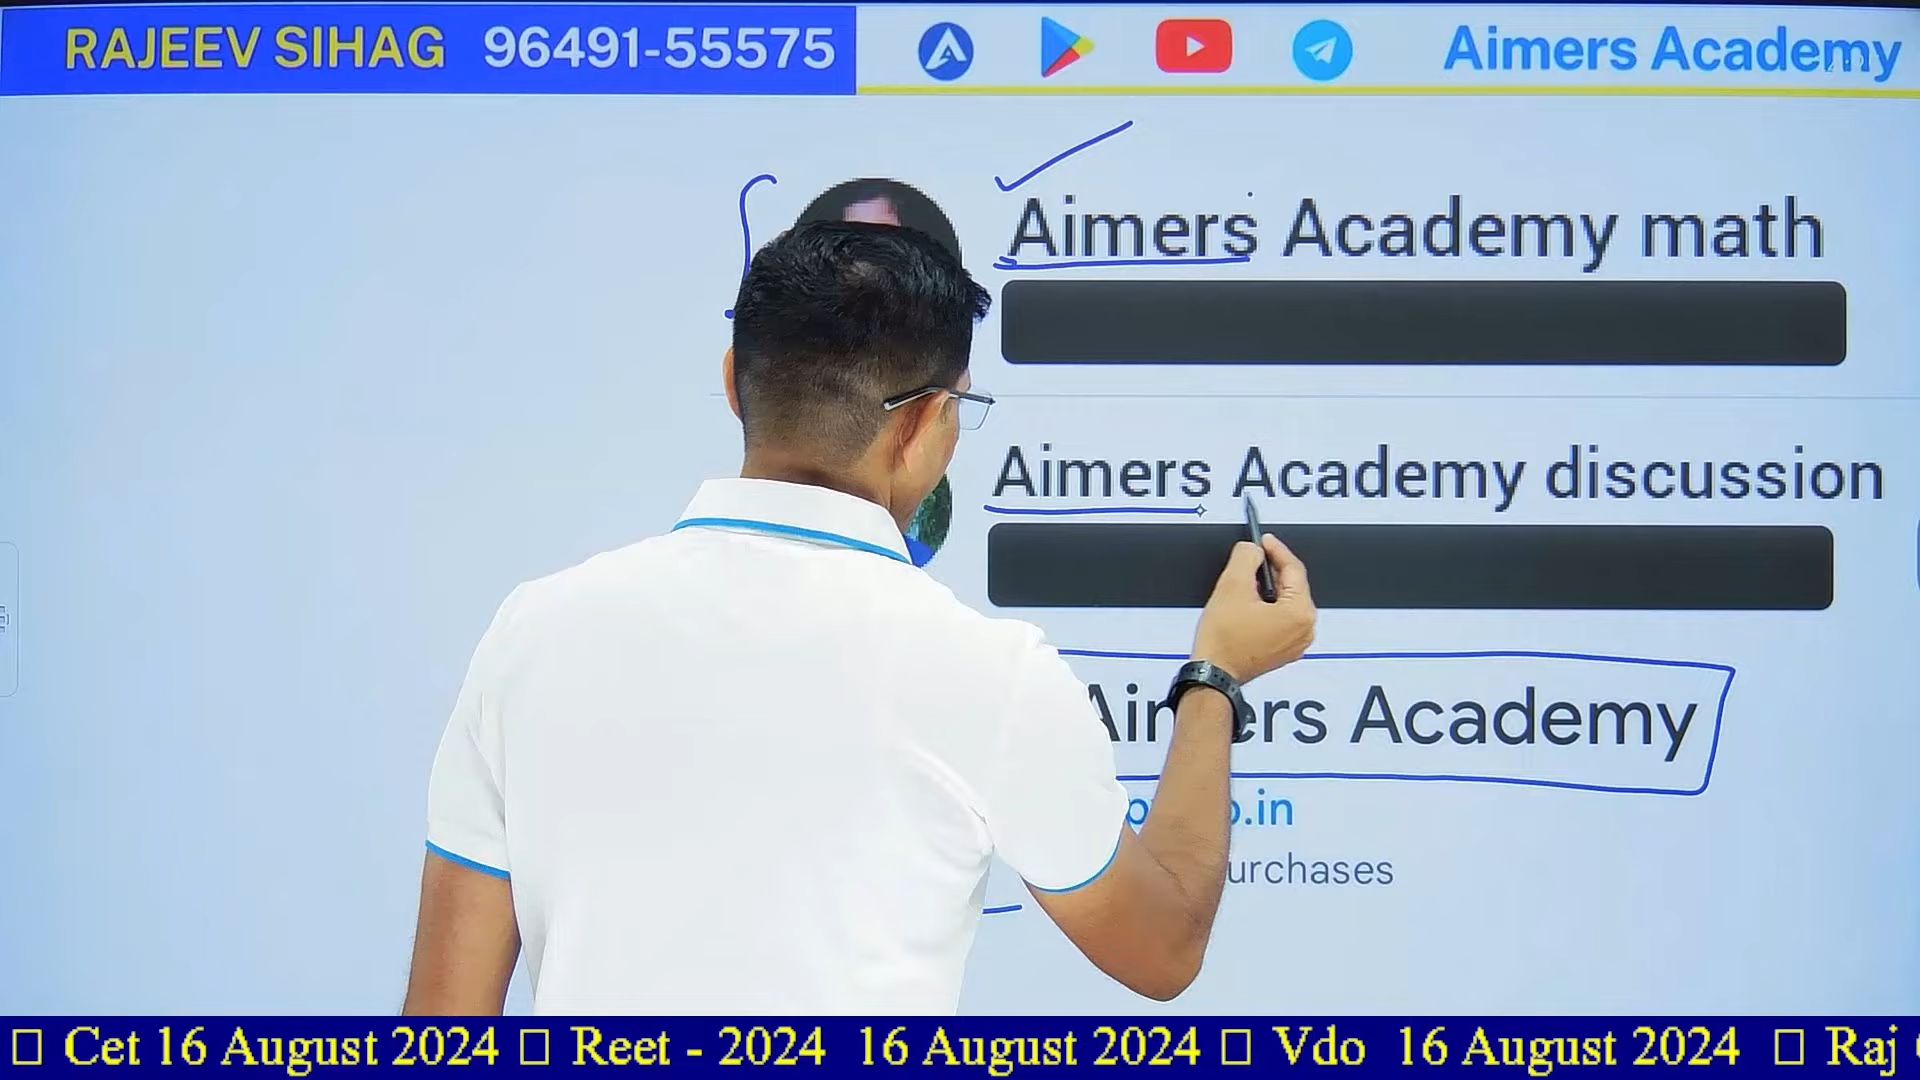 RAJEEV SIHAG 96491-55575 Aimers Academy
Aimers Academy math
Aimers Academy discussion
Aimers Academy
.in
urchases
Cet 16 August 2024 Reet - 2024 16 August 2024 Vdo 16 August 2024 Raj